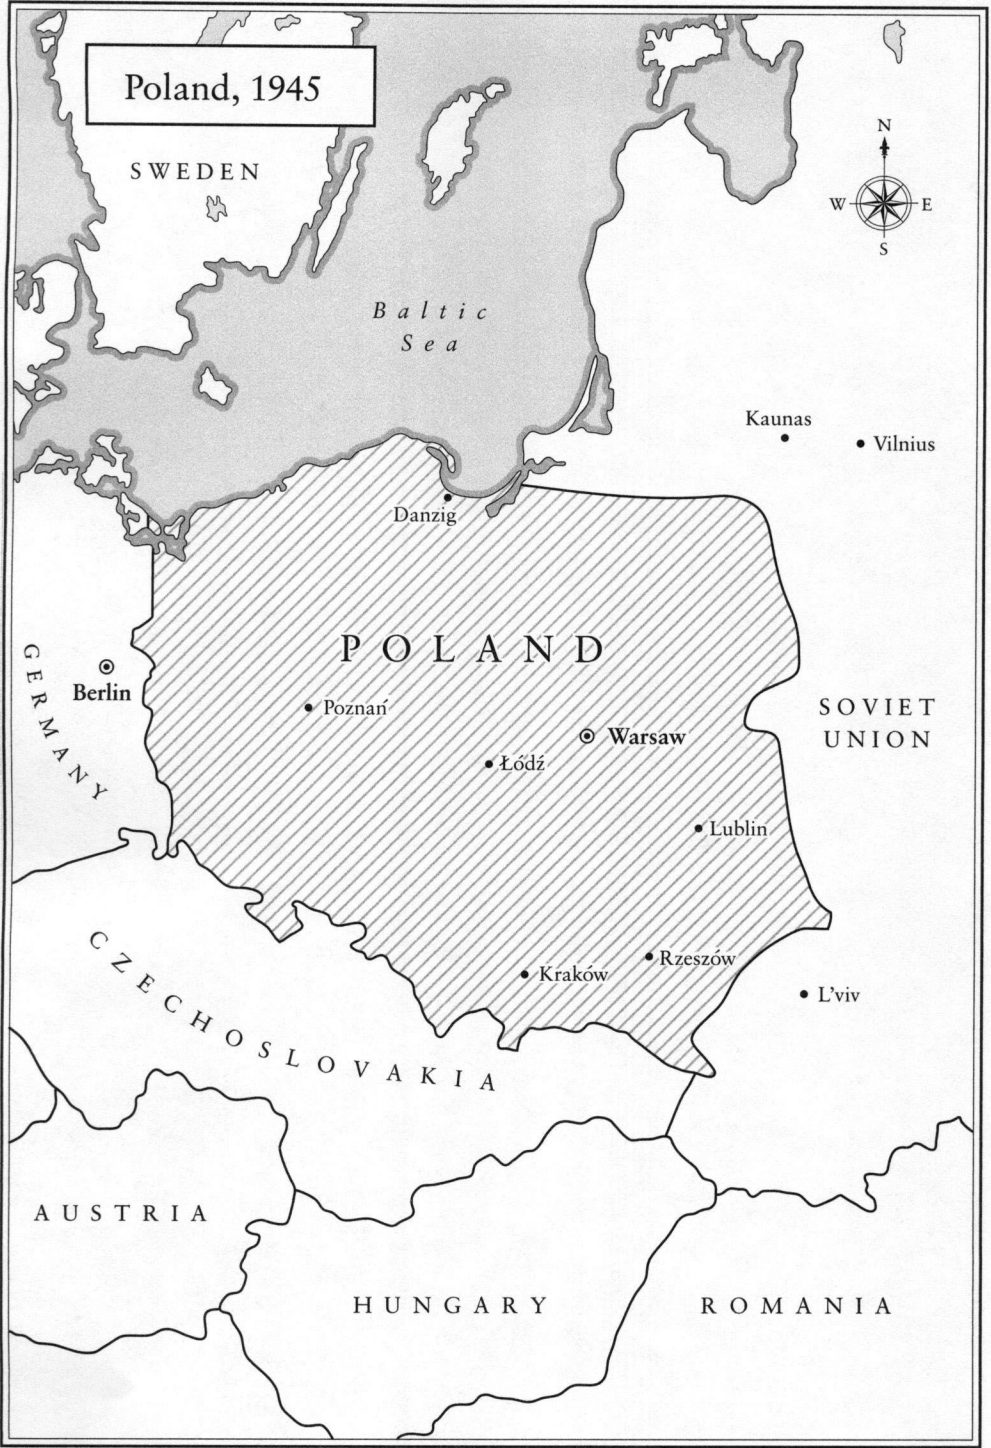 Poland, 1945
SWEDEN
N
W
E
S
Baltic
Sea
Kaunas
Vilnius
Danzig
POLAND
GERMANY
Berlin
Poznań
Warsaw
SOVIET
UNION
Łódź
Lublin
Kraków
Rzeszów
L'viv
CZECHOSLOVAKIA
AUSTRIA
HUNGARY
ROMANIA